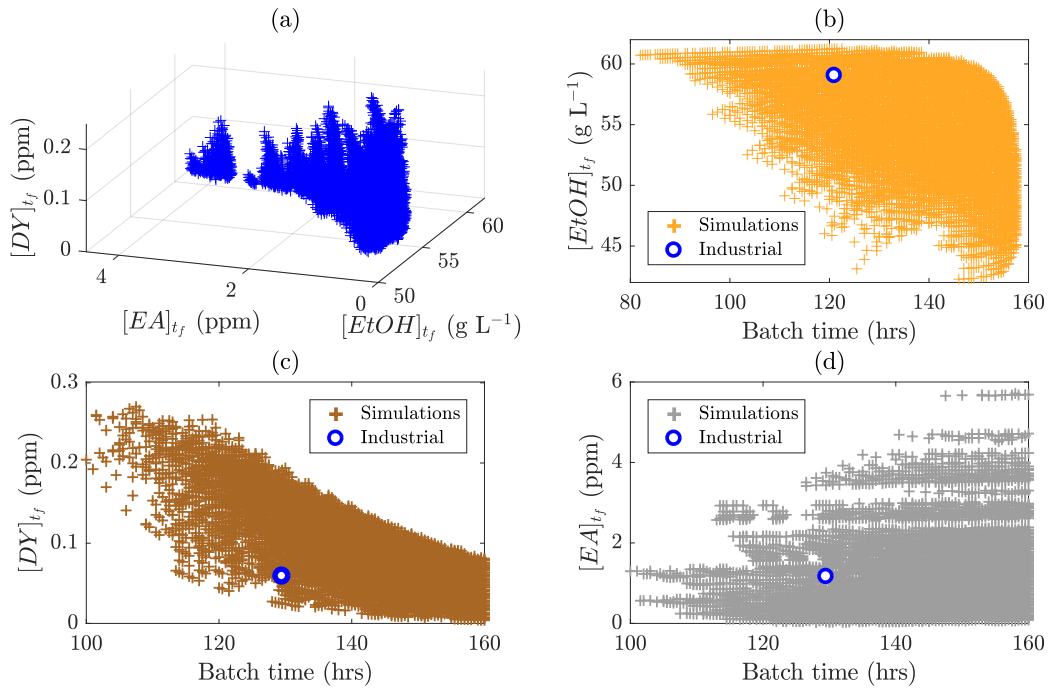 (a)
0.2
0.1
0
[DY]_{t_f} (ppm)
4
2
0
[EA]_{t_f} (ppm)
50
55
60
[EtOH]_{t_f} (g L^{−1})
(b)
60
55
50
45
[EtOH]_{t_f} (g L^{−1})
Simulations
Industrial
80 100 120 140 160
Batch time (hrs)
(c)
0.3
0.2
0.1
0
[DY]_{t_f} (ppm)
Simulations
Industrial
100 120 140 160
Batch time (hrs)
(d)
6
4
2
0
[EA]_{t_f} (ppm)
Simulations
Industrial
100 120 140 160
Batch time (hrs)